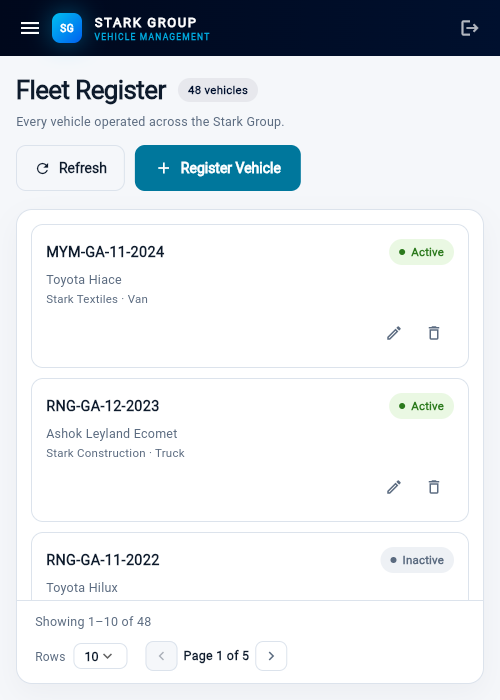 SG
STARK GROUP
VEHICLE MANAGEMENT
Fleet Register
48 vehicles
Every vehicle operated across the Stark Group.
Refresh
Register Vehicle
MYM-GA-11-2024
Active
Toyota Hiace
Stark Textiles · Van
RNG-GA-12-2023
Active
Ashok Leyland Ecomet
Stark Construction · Truck
RNG-GA-11-2022
Inactive
Toyota Hilux
Showing 1–10 of 48
Rows 10 Page 1 of 5